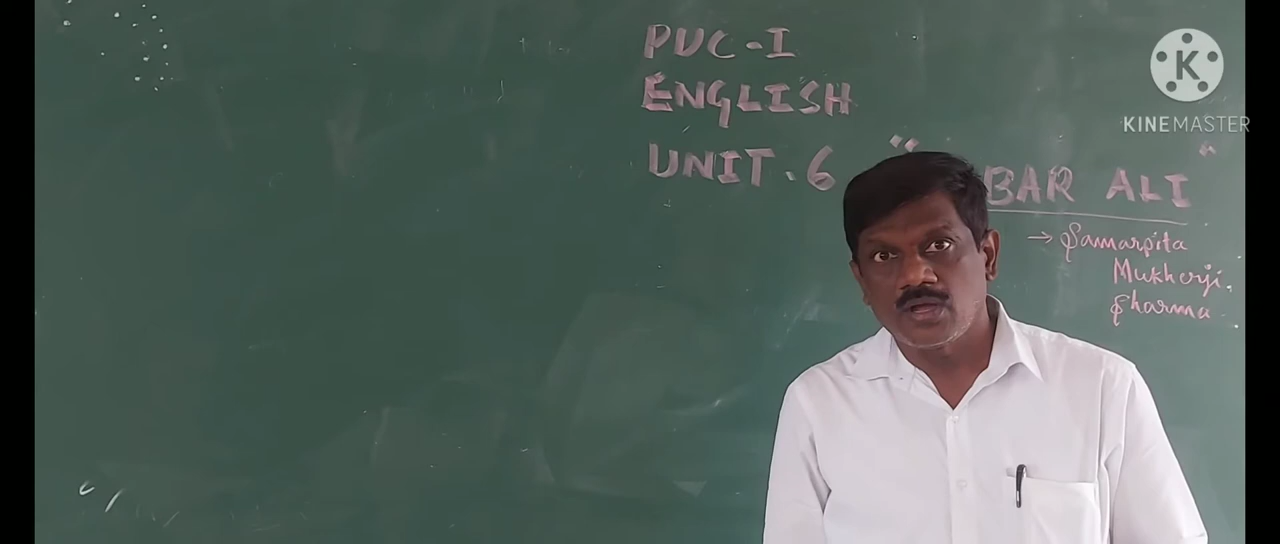 PUC-I
ENGLISH
UNIT.6 " BAR ALI "
→ Samarpita
Mukherji.
Sharma
K
KINEMASTER